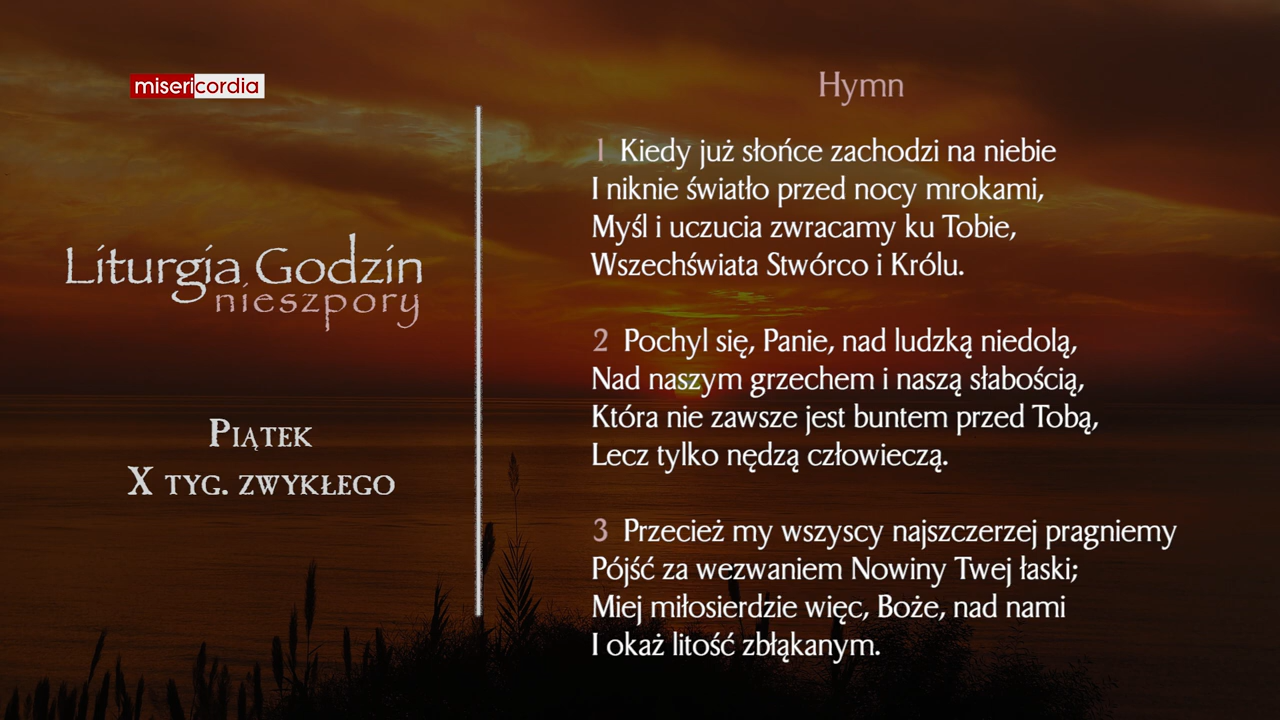 misericordia
Liturgia Godzin
nieszpory
Piątek
X tyg. zwykłego
Hymn
1 Kiedy już słońce zachodzi na niebie
I niknie światło przed nocy mrokami,
Myśl i uczucia zwracamy ku Tobie,
Wszechświata Stwórco i Królu.
2 Pochyl się, Panie, nad ludzką niedolą,
Nad naszym grzechem i naszą słabością,
Która nie zawsze jest buntem przed Tobą,
Lecz tylko nędzą człowieczą.
3 Przecież my wszyscy najszczerzej pragniemy
Pójść za wezwaniem Nowiny Twej łaski;
Miej miłosierdzie więc, Boże, nad nami
I okaż litość zbłąkanym.